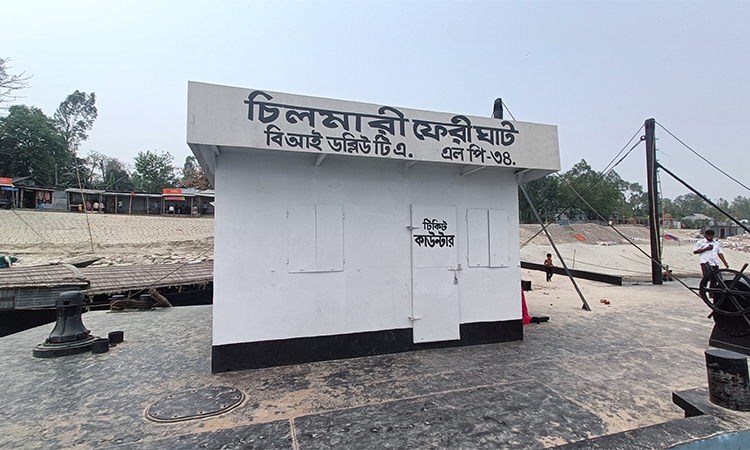 চিলমারী ফেরীঘাট
বিআই ডব্লিউ টি এ. এল পি-৩৪.
টিকিট
কাউন্টার